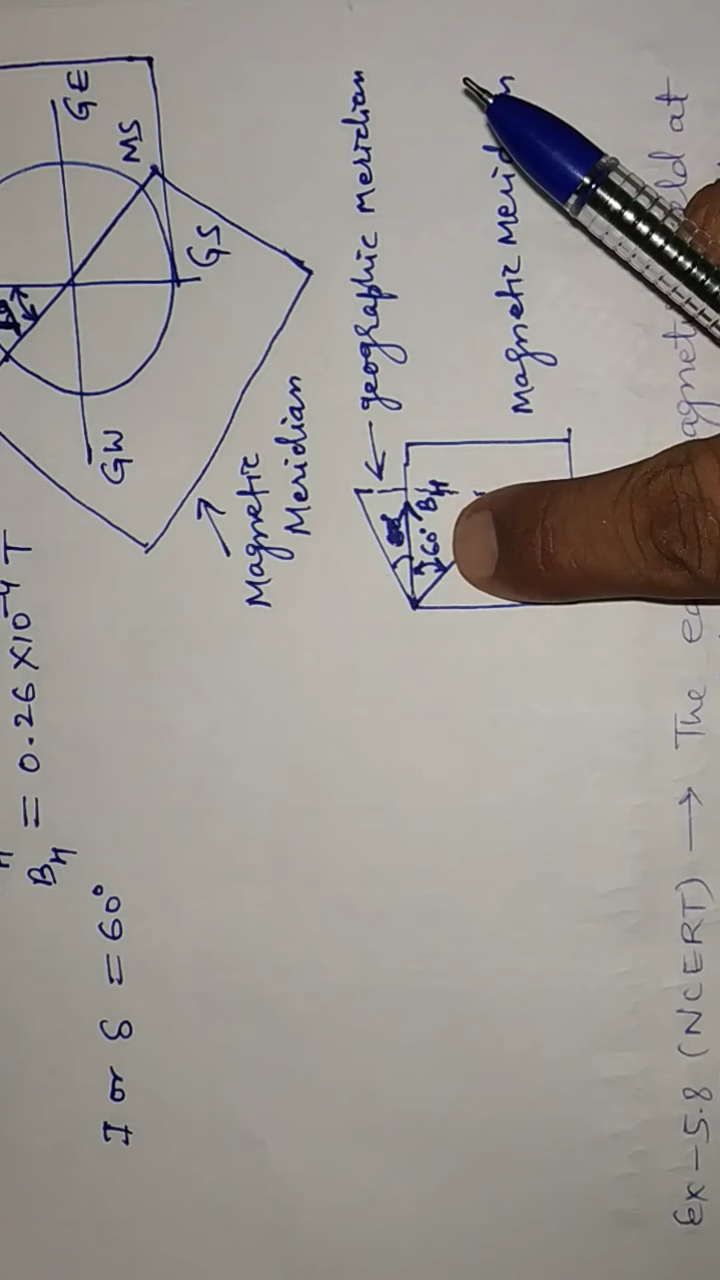 B_H = 0.26 × 10⁻⁴ T
I or δ = 60°
GE
MS
GS
GW
Magnetic
Meridian
← geographic meridian
60°
B_H
Magnetic
Ex - 5.8 (NCERT) → The
at